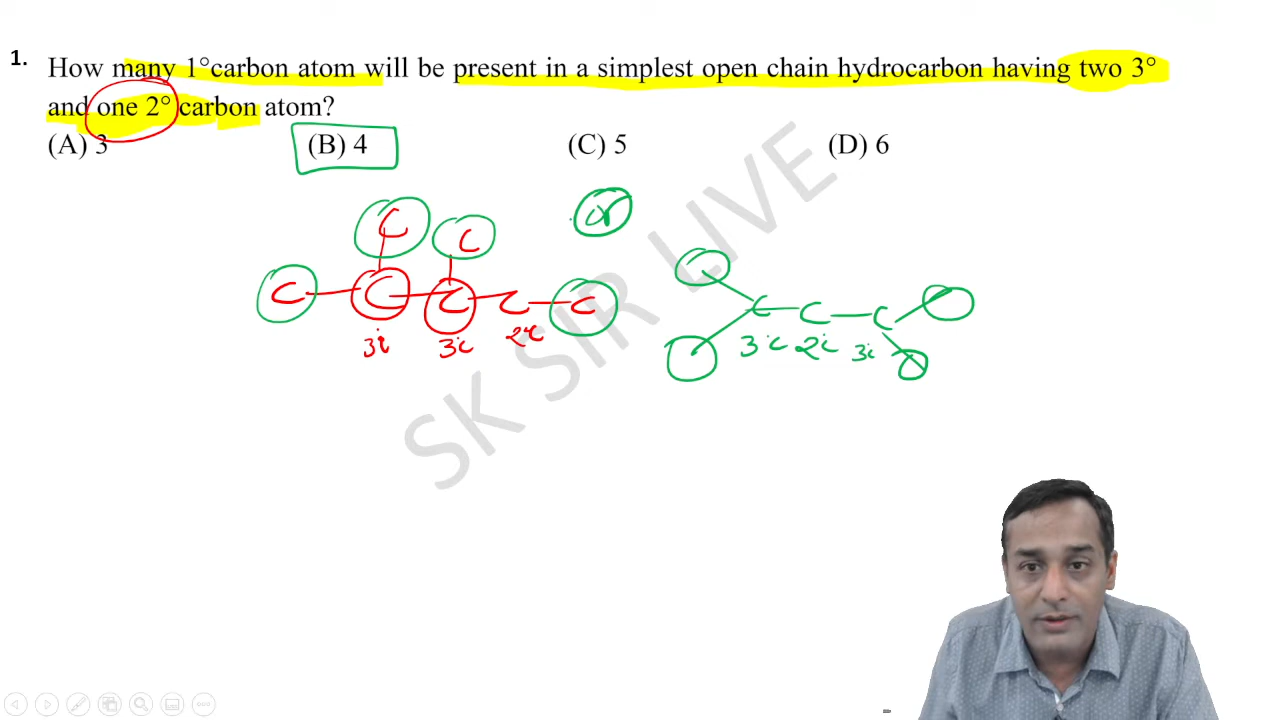 1.
How many 1°carbon atom will be present in a simplest open chain hydrocarbon having two 3°
and one 2° carbon atom?
(A) 3 (B) 4 (C) 5 (D) 6
or
C C
C C C C C
3° 3° 2°
C C C
3° 2° 3°
SK SIR LIVE